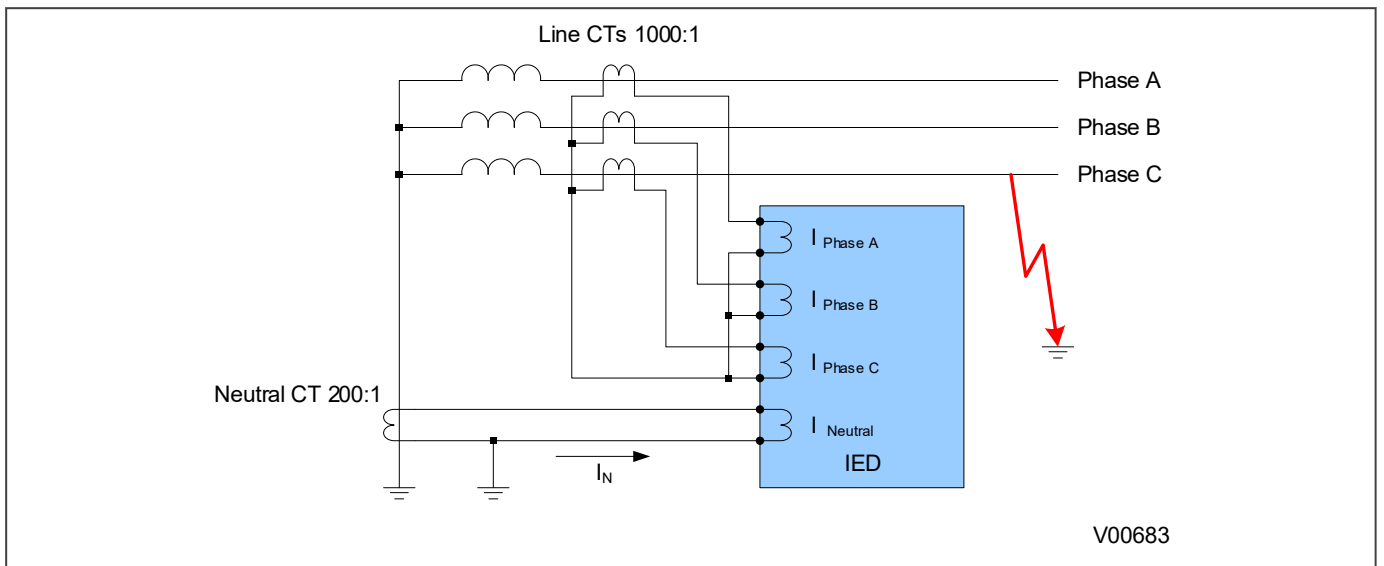 Line CTs 1000:1
Phase A
Phase B
Phase C
I Phase A
I Phase B
I Phase C
Neutral CT 200:1
I Neutral
IED
IN
V00683